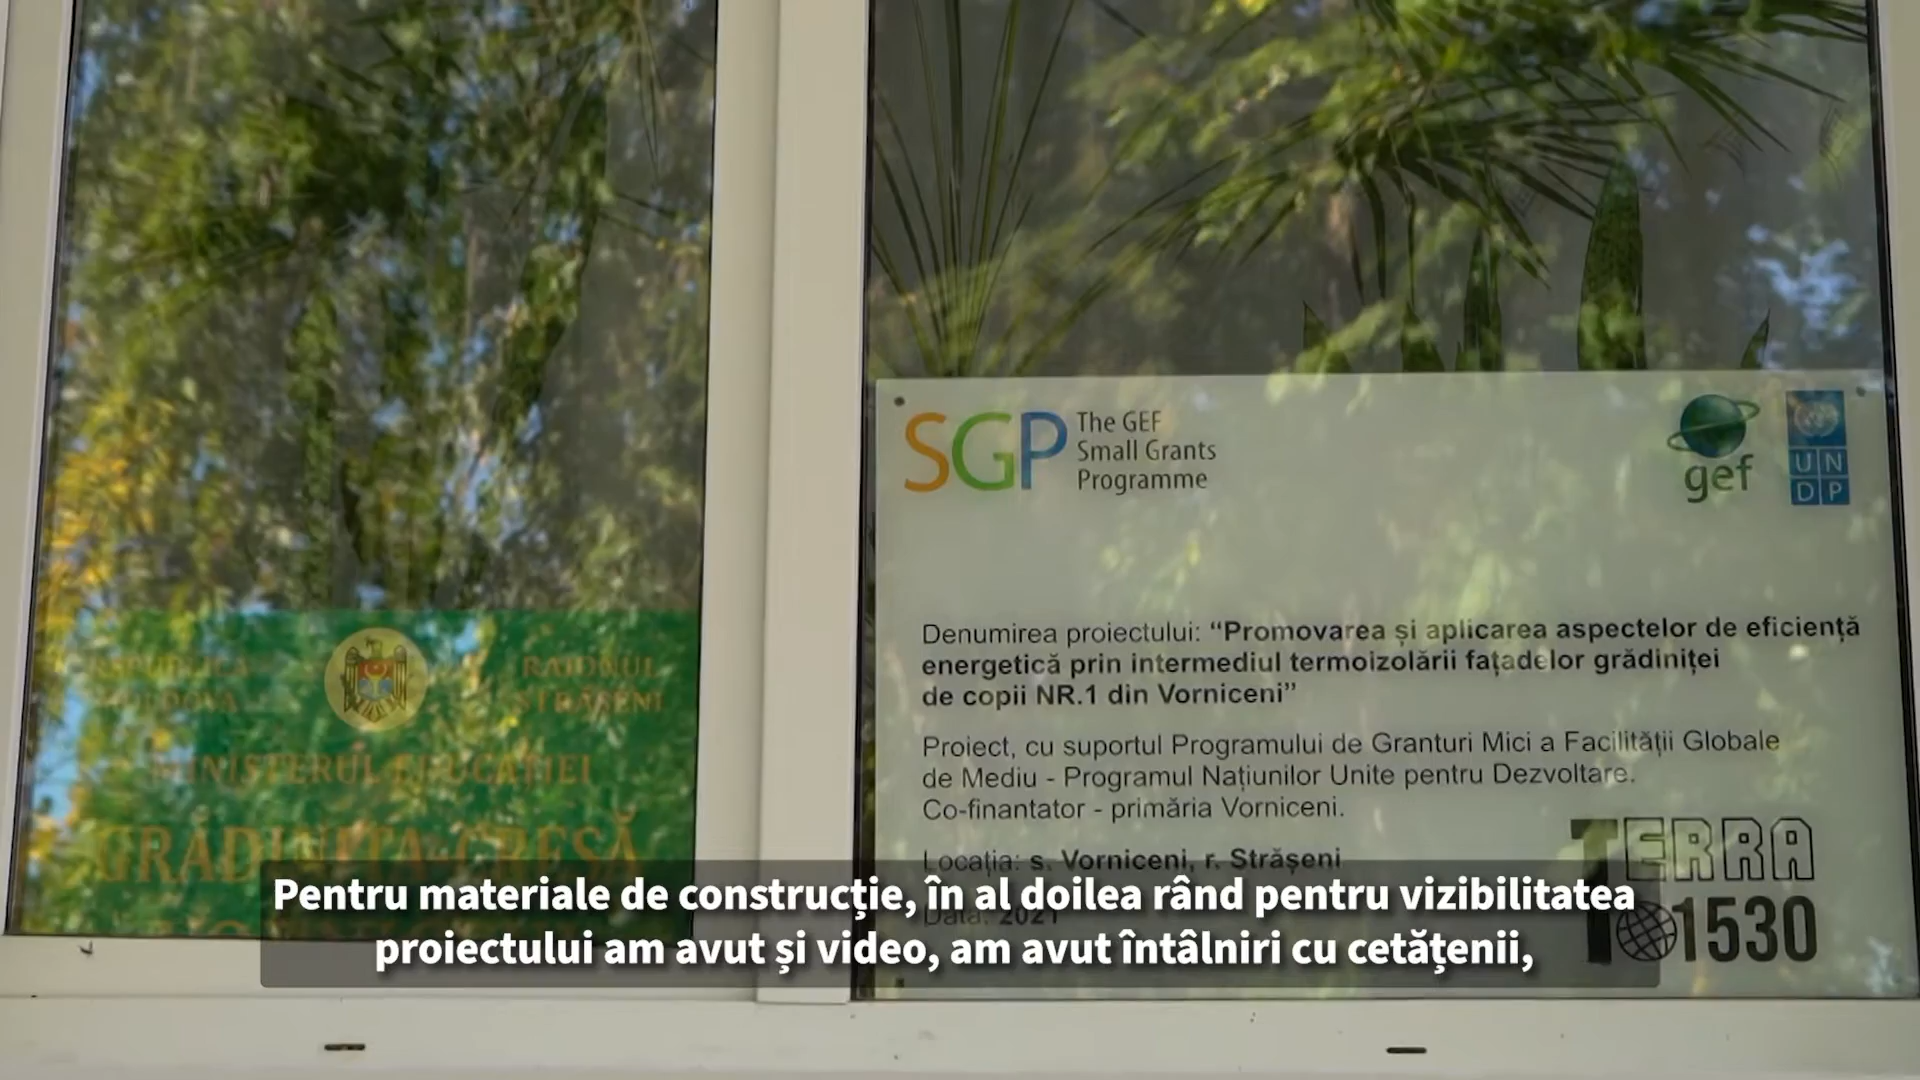 REPUBLICA
MOLDOVA
RAIONUL
STRĂȘENI
MINISTERUL EDUCAȚIEI
GRĂDINIȚA-CREȘĂ
SGP The GEF
Small Grants
Programme
gef
UN
DP
Denumirea proiectului: “Promovarea și aplicarea aspectelor de eficiență
energetică prin intermediul termoizolării fațadelor grădiniței
de copii NR.1 din Vorniceni”
Proiect, cu suportul Programului de Granturi Mici a Facilității Globale
de Mediu - Programul Națiunilor Unite pentru Dezvoltare.
Co-finantator - primăria Vorniceni.
Locația: s. Vorniceni, r. Strășeni
Data: 2021
TERRA
1530
Pentru materiale de construcție, în al doilea rând pentru vizibilitatea
proiectului am avut și video, am avut întâlniri cu cetățenii,